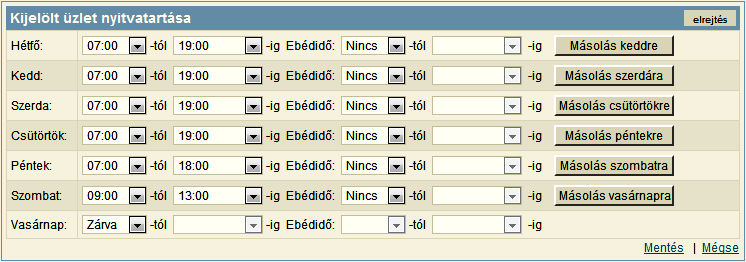 Kijelölt üzlet nyitvatartása elrejtés
Hétfő: 07:00 -tól 19:00 -ig Ebédidő: Nincs -tól -ig Másolás keddre
Kedd: 07:00 -tól 19:00 -ig Ebédidő: Nincs -tól -ig Másolás szerdára
Szerda: 07:00 -tól 19:00 -ig Ebédidő: Nincs -tól -ig Másolás csütörtökre
Csütörtök: 07:00 -tól 19:00 -ig Ebédidő: Nincs -tól -ig Másolás péntekre
Péntek: 07:00 -tól 18:00 -ig Ebédidő: Nincs -tól -ig Másolás szombatra
Szombat: 09:00 -tól 13:00 -ig Ebédidő: Nincs -tól -ig Másolás vasárnapra
Vasárnap: Zárva -tól -ig Ebédidő: -tól -ig
Mentés | Mégse